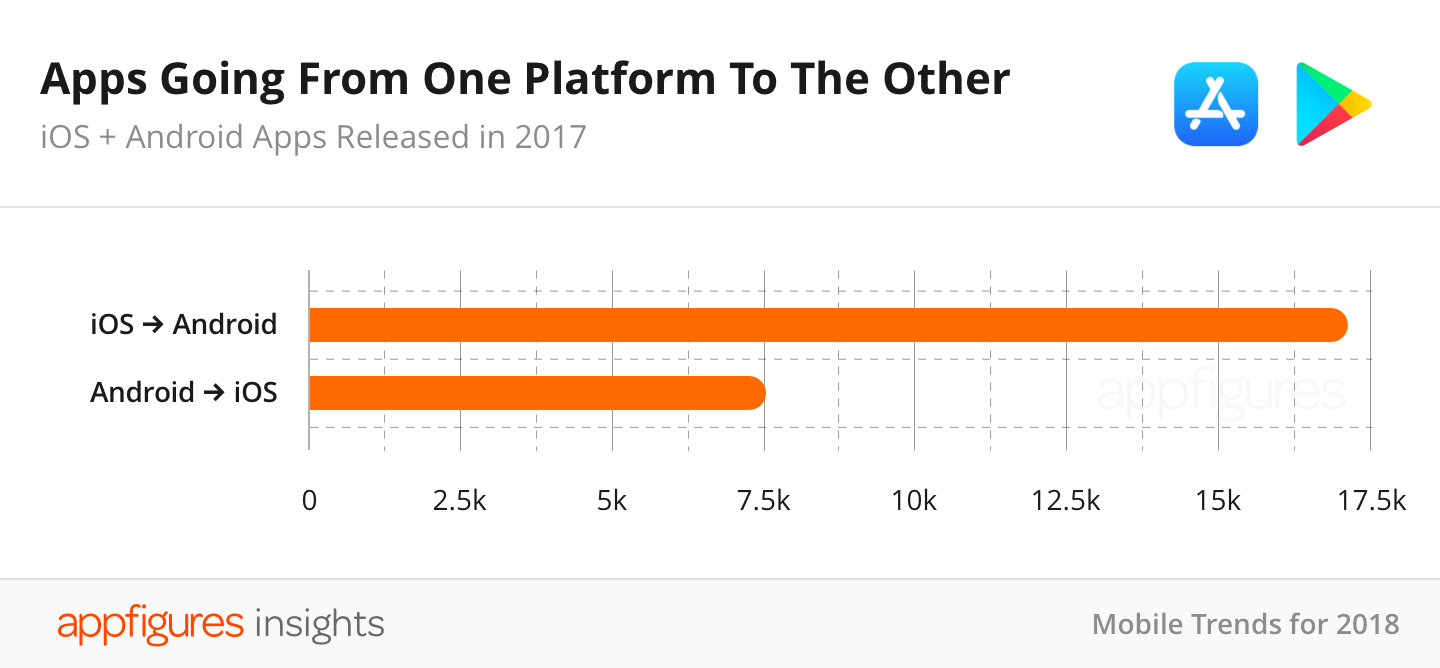 Apps Going From One Platform To The Other
iOS + Android Apps Released in 2017
iOS → Android
Android → iOS
appfigures
0 2.5k 5k 7.5k 10k 12.5k 15k 17.5k
appfigures insights
Mobile Trends for 2018